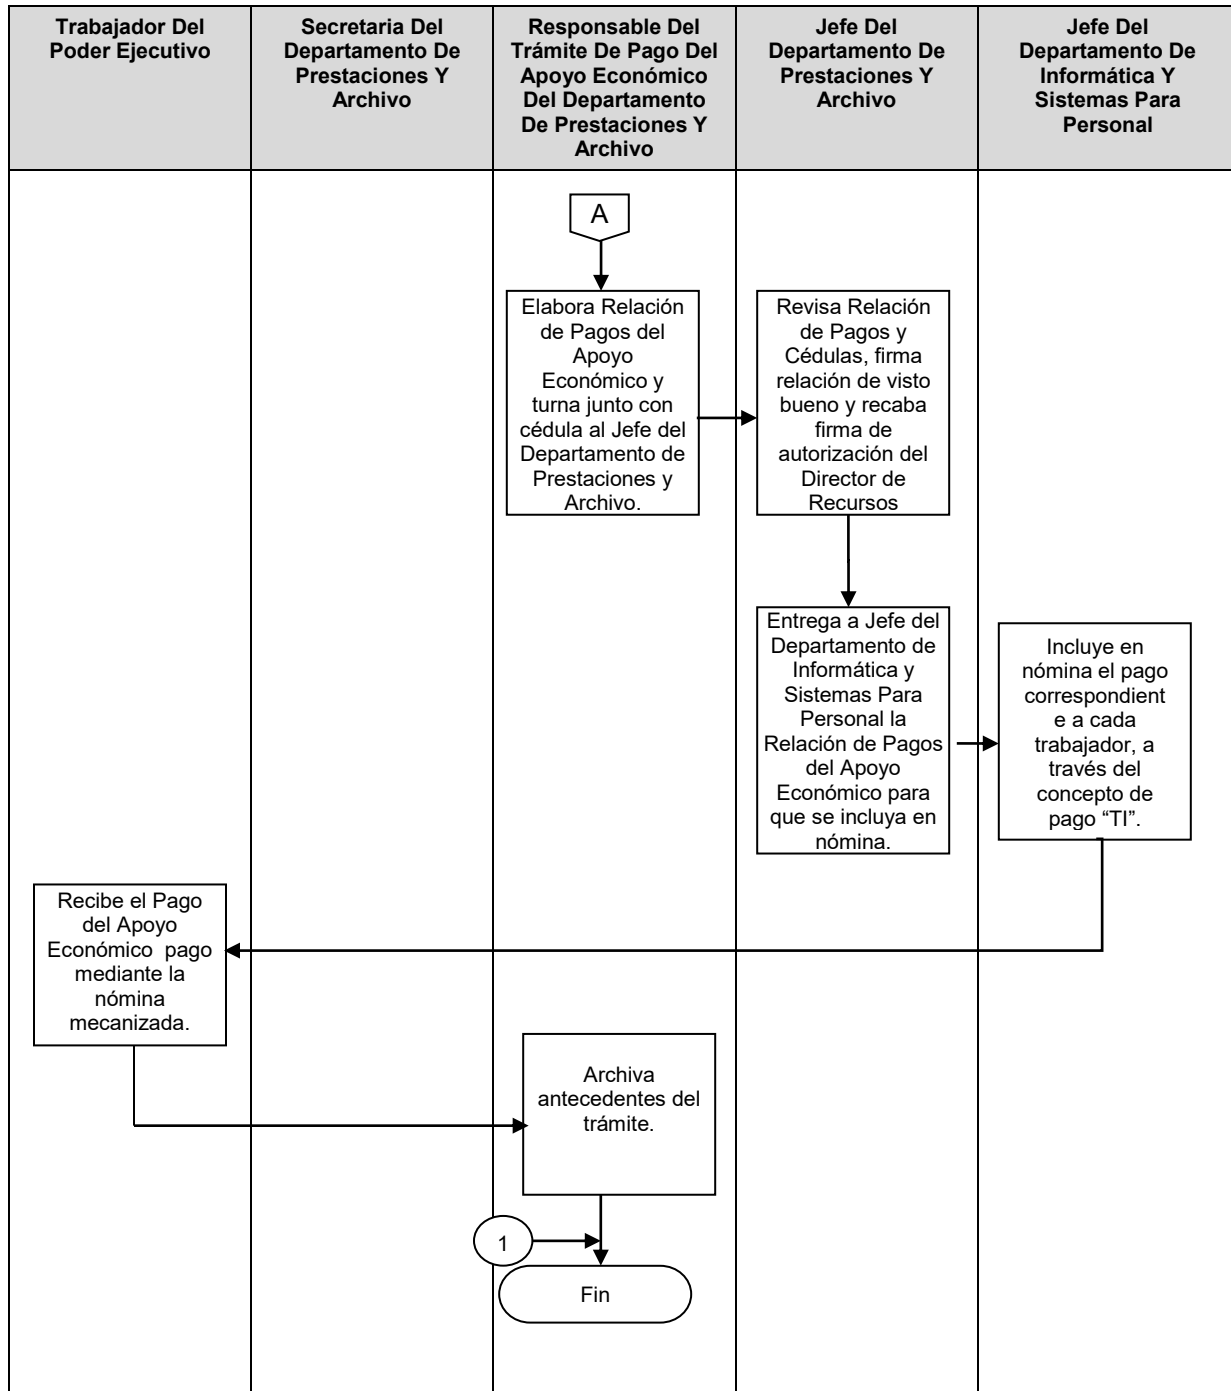 Trabajador Del
Poder Ejecutivo
Secretaria Del
Departamento De
Prestaciones Y
Archivo
Responsable Del
Trámite De Pago Del
Apoyo Económico
Del Departamento
De Prestaciones Y
Archivo
Jefe Del
Departamento De
Prestaciones Y
Archivo
Jefe Del
Departamento De
Informática Y
Sistemas Para
Personal
A
Elabora Relación
de Pagos del
Apoyo
Económico y
turna junto con
cédula al Jefe del
Departamento de
Prestaciones y
Archivo.
Revisa Relación
de Pagos y
Cédulas, firma
relación de visto
bueno y recaba
firma de
autorización del
Director de
Recursos
Entrega a Jefe del
Departamento de
Informática y
Sistemas Para
Personal la
Relación de Pagos
del Apoyo
Económico para
que se incluya en
nómina.
Incluye en
nómina el pago
correspondient
e a cada
trabajador, a
través del
concepto de
pago “TI”.
Recibe el Pago
del Apoyo
Económico  pago
mediante la
nómina
mecanizada.
Archiva
antecedentes del
trámite.
1
Fin